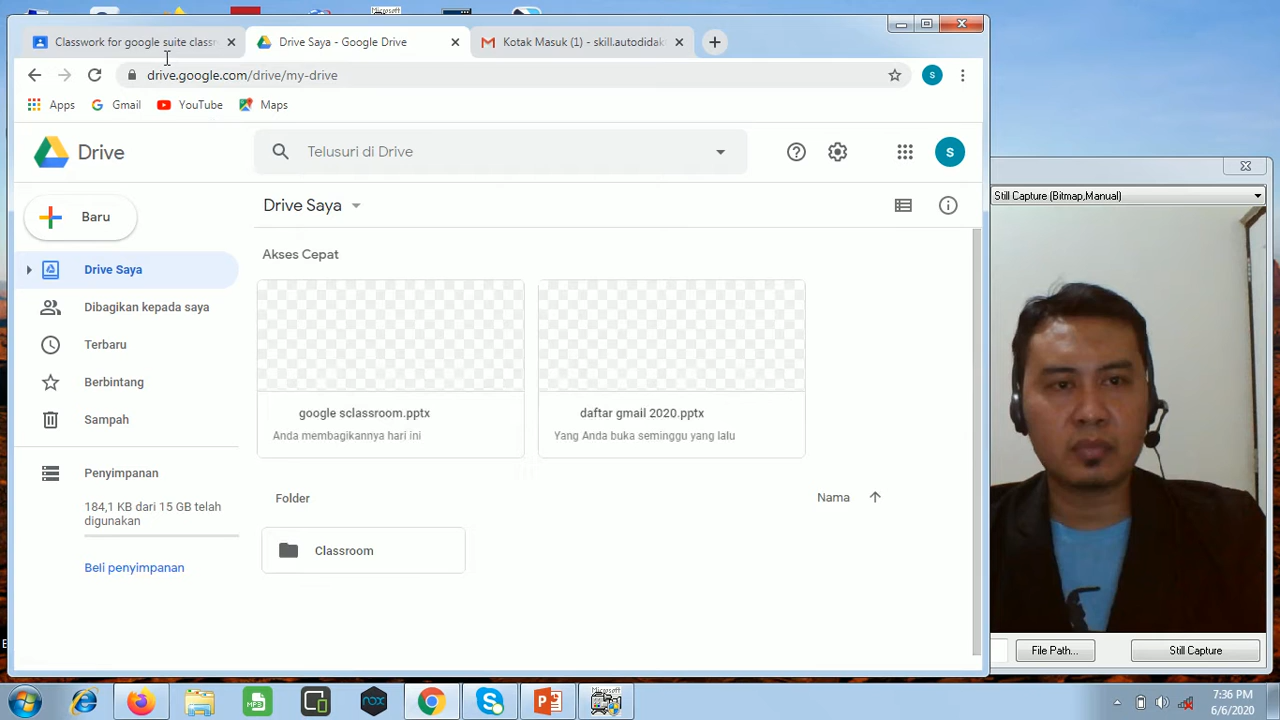 Classwork for google suite class
Drive Saya - Google Drive
Kotak Masuk (1) - skill.autodidak
drive.google.com/drive/my-drive
S
Apps
Gmail
YouTube
Maps
Drive
Telusuri di Drive
S
Still Capture (Bitmap,Manual)
Baru
Drive Saya
Drive Saya
Akses Cepat
Dibagikan kepada saya
Terbaru
Berbintang
Sampah
google sclassroom.pptx
Anda membagikannya hari ini
daftar gmail 2020.pptx
Yang Anda buka seminggu yang lalu
Penyimpanan
184,1 KB dari 15 GB telah
digunakan
Beli penyimpanan
Folder
Nama
Classroom
File Path...
Still Capture
MP3
nox
7:36 PM
6/6/2020